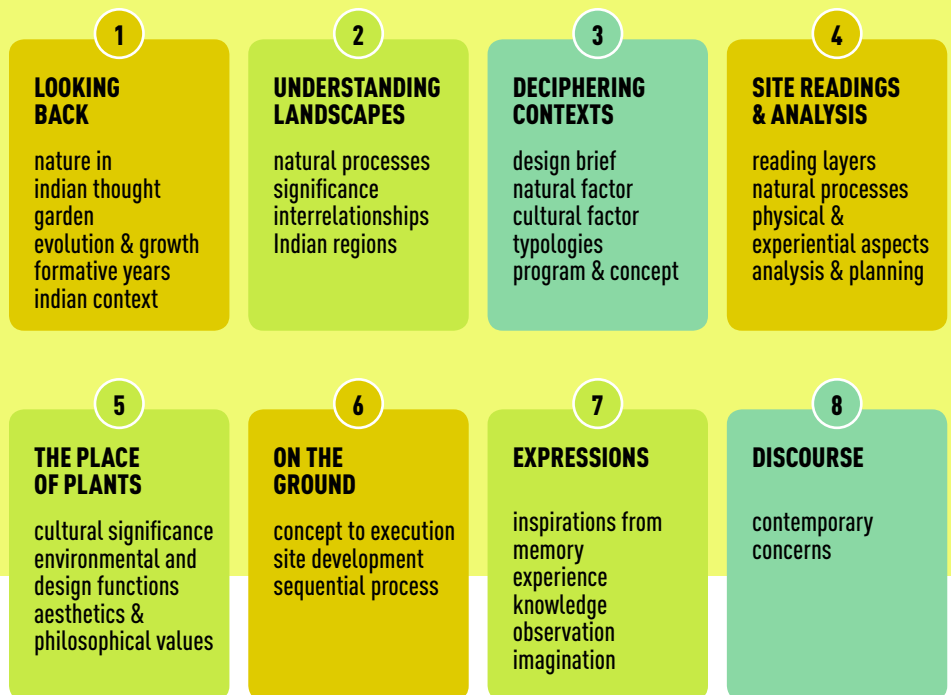 1
LOOKING
BACK
nature in
indian thought
garden
evolution & growth
formative years
indian context
2
UNDERSTANDING
LANDSCAPES
natural processes
significance
interrelationships
Indian regions
3
DECIPHERING
CONTEXTS
design brief
natural factor
cultural factor
typologies
program & concept
4
SITE READINGS
& ANALYSIS
reading layers
natural processes
physical &
experiential aspects
analysis & planning
5
THE PLACE
OF PLANTS
cultural significance
environmental and
design functions
aesthetics &
philosophical values
6
ON THE
GROUND
concept to execution
site development
sequential process
7
EXPRESSIONS
inspirations from
memory
experience
knowledge
observation
imagination
8
DISCOURSE
contemporary
concerns